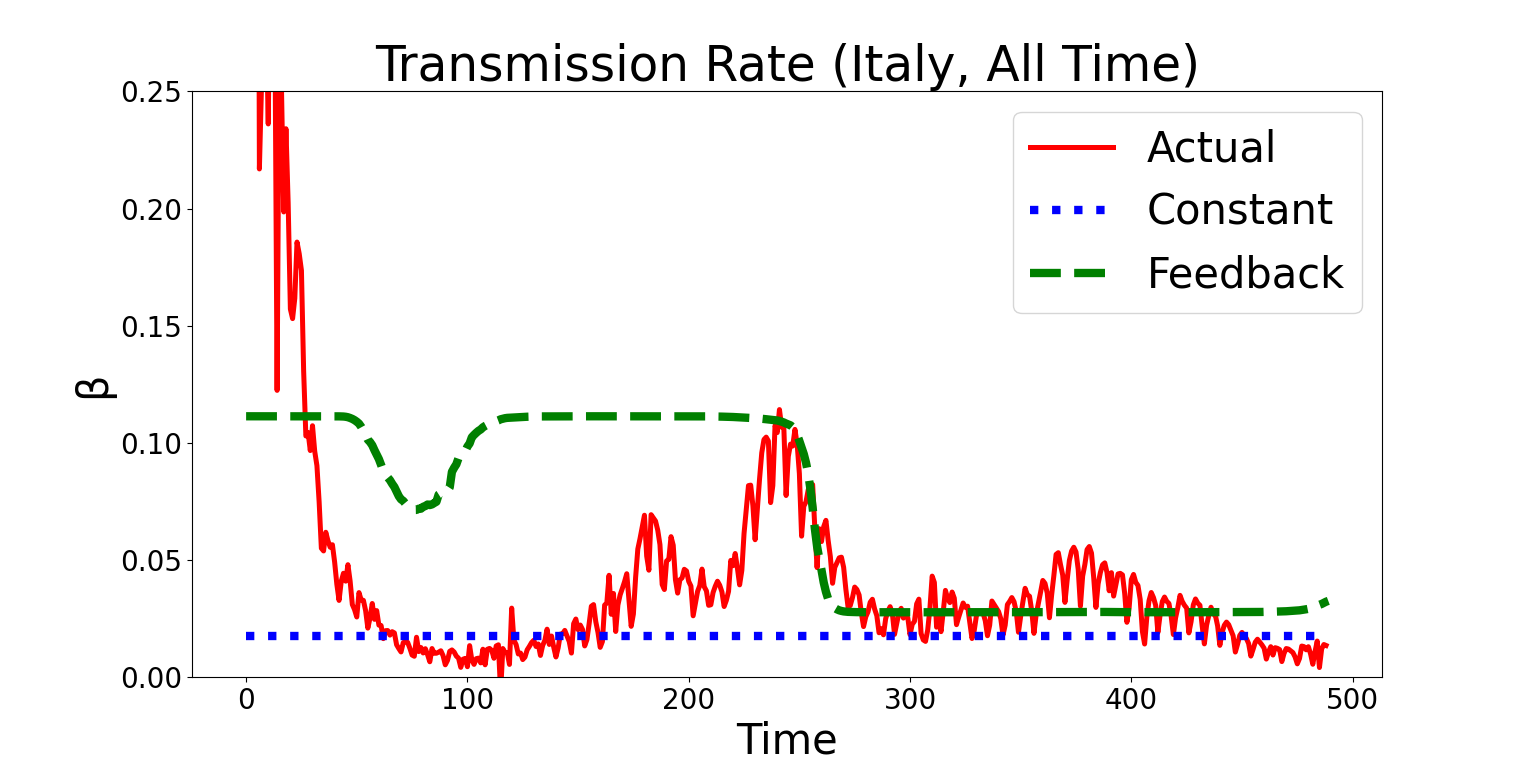 Transmission Rate (Italy, All Time)
0.25
0.20
0.15
0.10
0.05
0.00
β
Actual
Constant
Feedback
0
100
200
300
400
500
Time